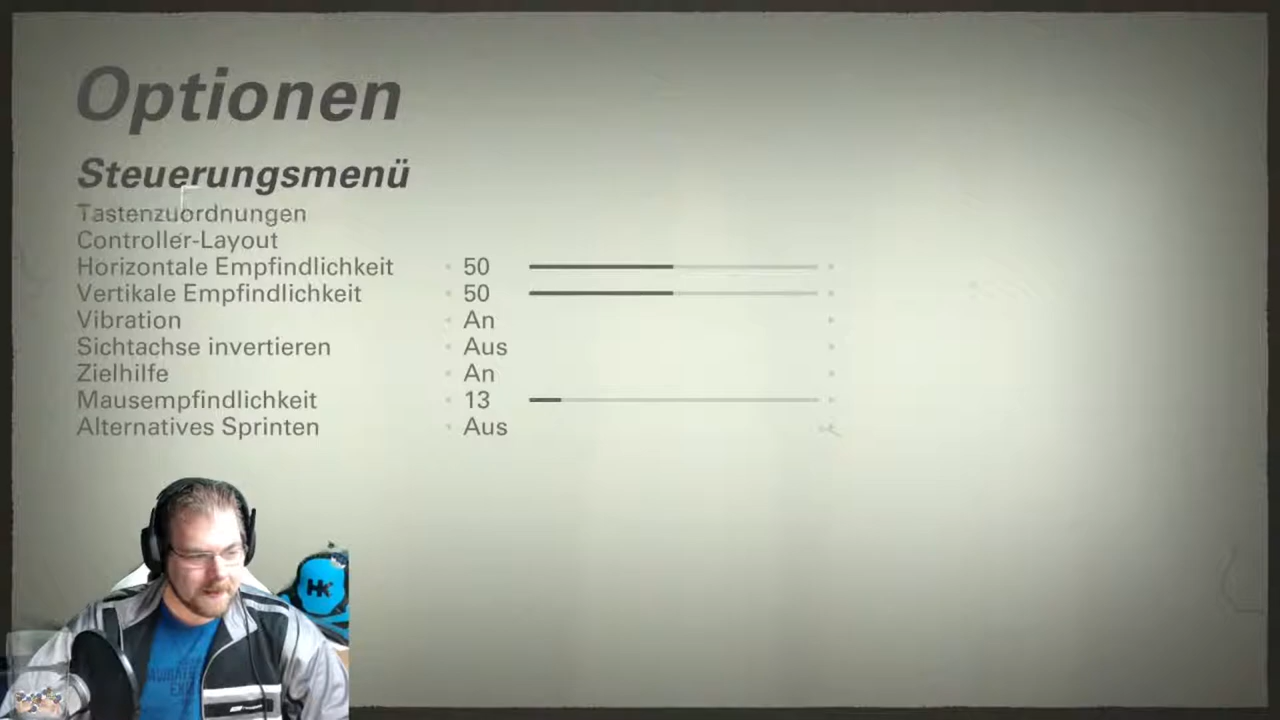 Optionen
Steuerungsmenü
Tastenzuordnungen
Controller-Layout
Horizontale Empfindlichkeit 50
Vertikale Empfindlichkeit 50
Vibration An
Sichtachse invertieren Aus
Zielhilfe An
Mausempfindlichkeit 13
Alternatives Sprinten Aus
HK